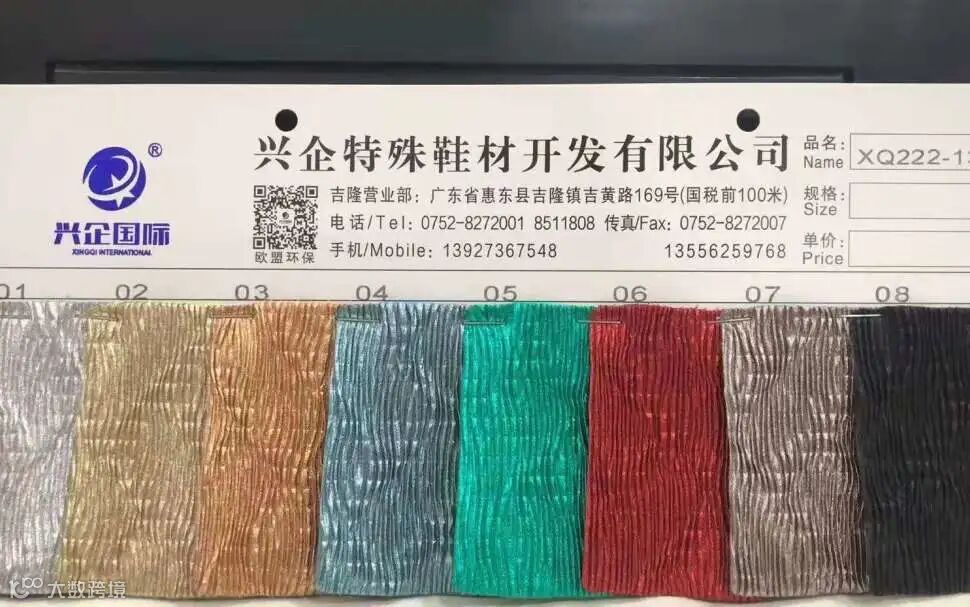 ®
兴企国际
XINGQI INTERNATIONAL
兴企特殊鞋材开发有限公司
欧盟环保
吉隆营业部：广东省惠东县吉隆镇吉黄路169号(国税前100米)
电话/Tel: 0752-8272001 8511808 传真/Fax: 0752-8272007
手机/Mobile: 13927367548 13556259768
品名:
Name
XQ222-1
规格:
Size
单价:
Price
01 02 03 04 05 06 07 08
大数跨境